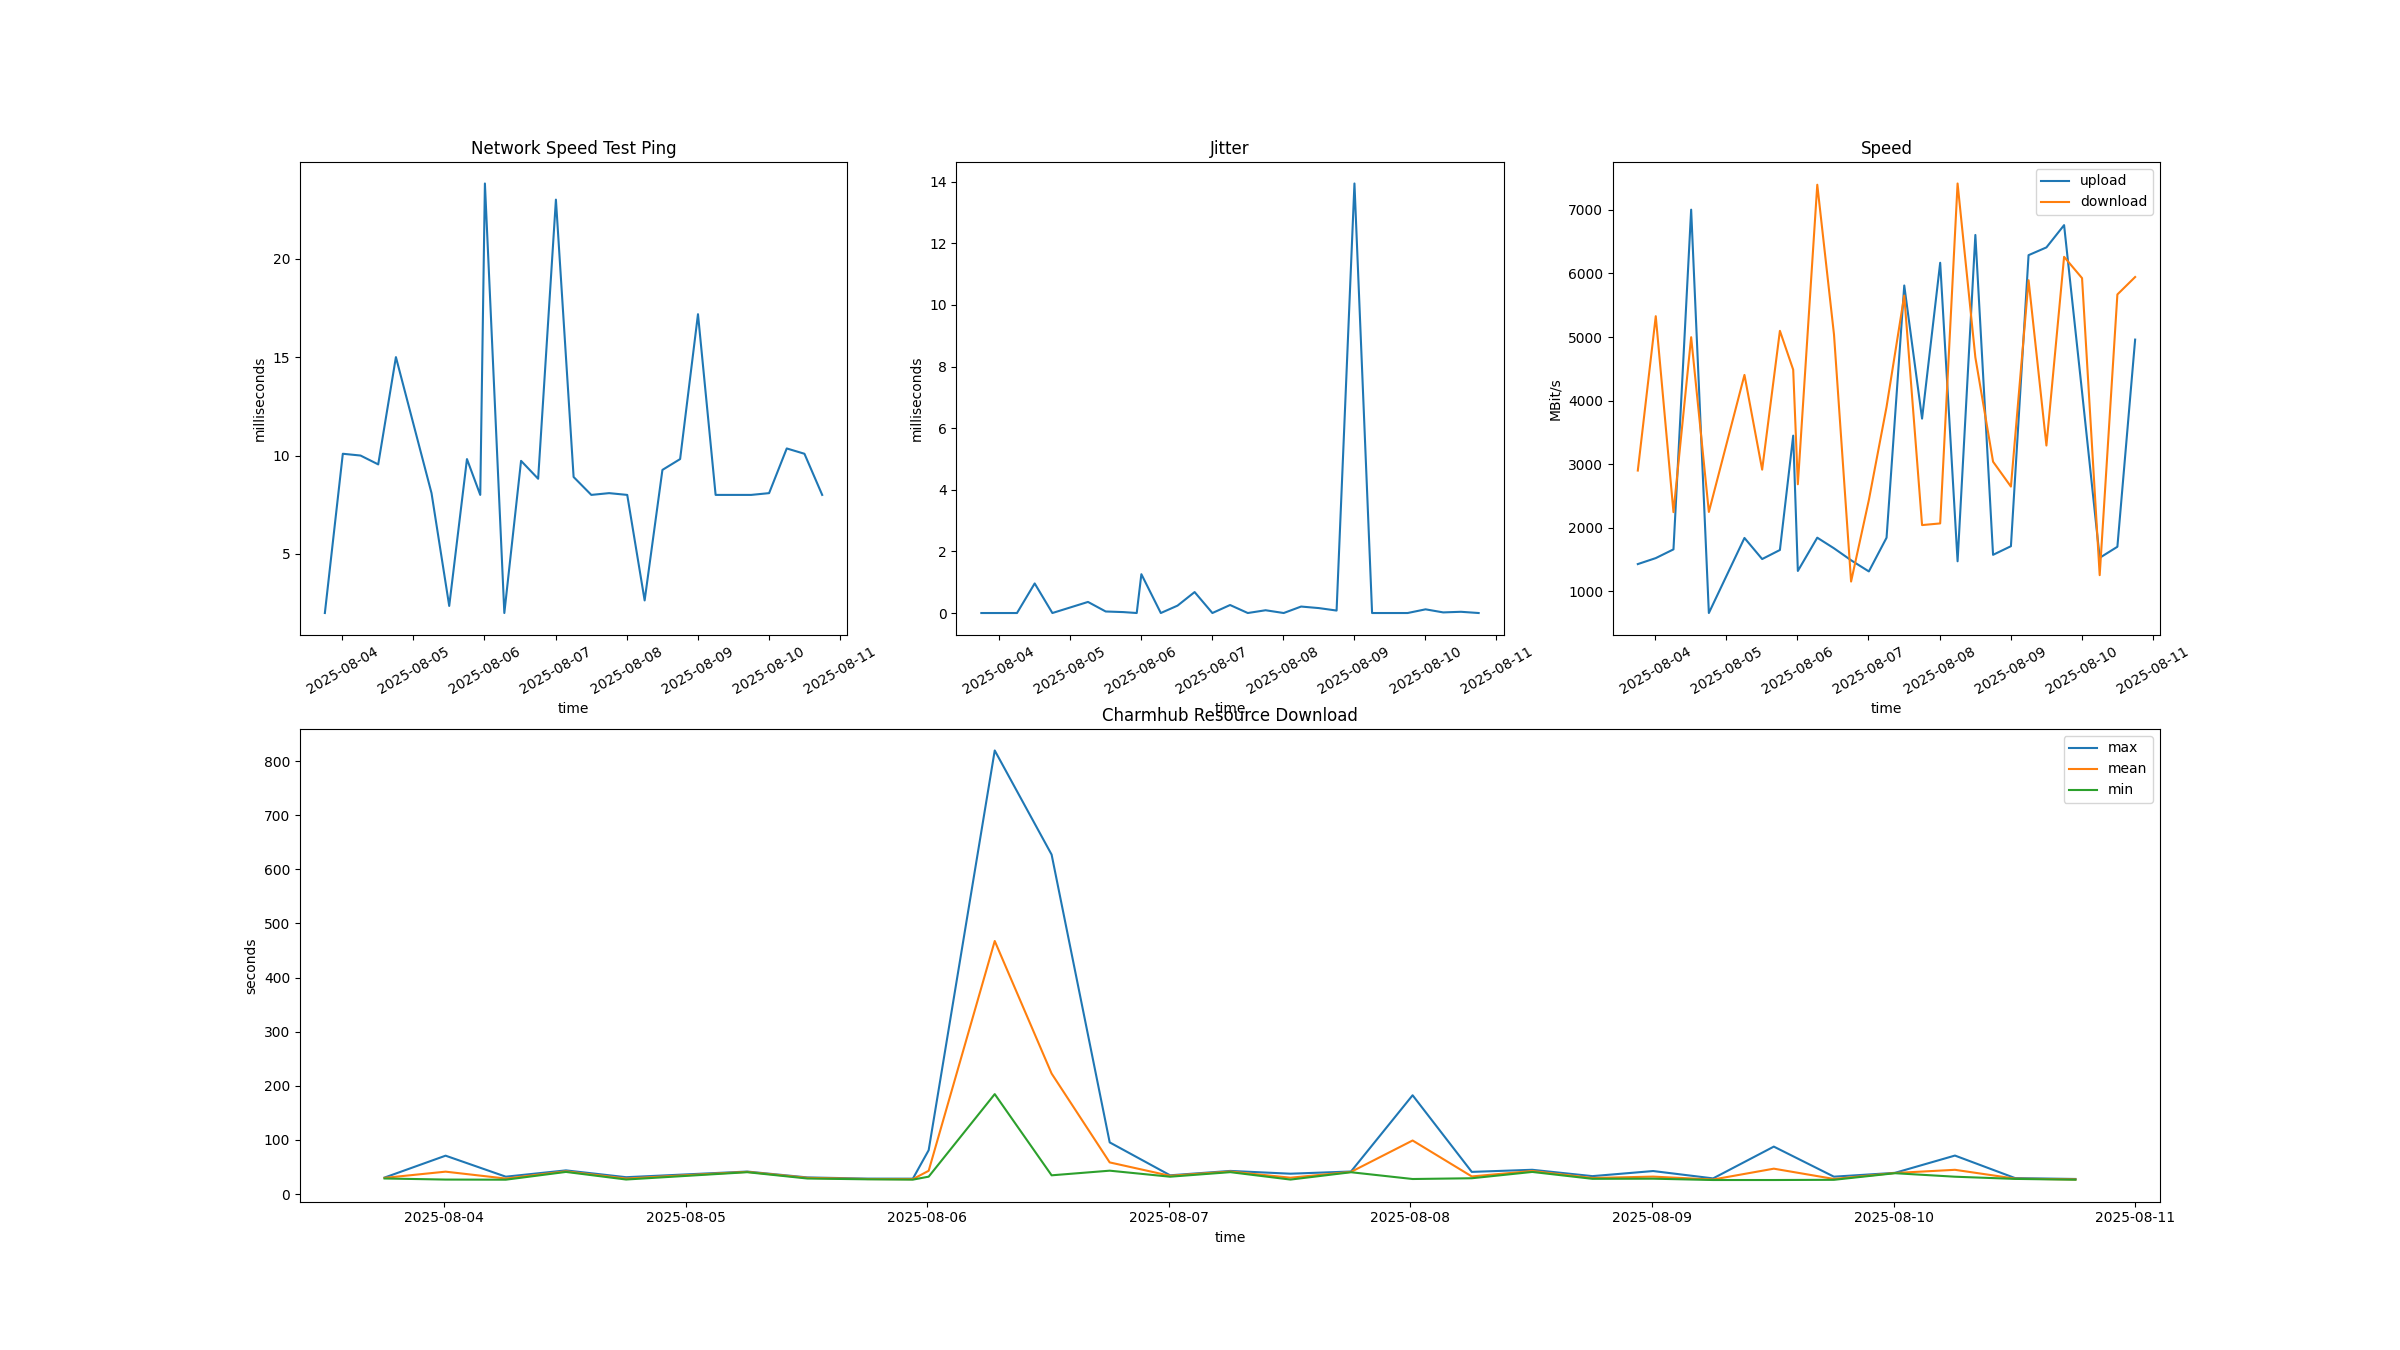 Network Speed Test Ping
milliseconds
20
15
10
5
2025-08-04 2025-08-05 2025-08-06 2025-08-07 2025-08-08 2025-08-09 2025-08-10 2025-08-11
time
Jitter
milliseconds
14
12
10
8
6
4
2
0
2025-08-04 2025-08-05 2025-08-06 2025-08-07 2025-08-08 2025-08-09 2025-08-10 2025-08-11
time
Speed
upload
download
MBit/s
7000
6000
5000
4000
3000
2000
1000
2025-08-04 2025-08-05 2025-08-06 2025-08-07 2025-08-08 2025-08-09 2025-08-10 2025-08-11
time
Charmhub Resource Download
max
mean
min
seconds
800
700
600
500
400
300
200
100
0
2025-08-04 2025-08-05 2025-08-06 2025-08-07 2025-08-08 2025-08-09 2025-08-10 2025-08-11
time